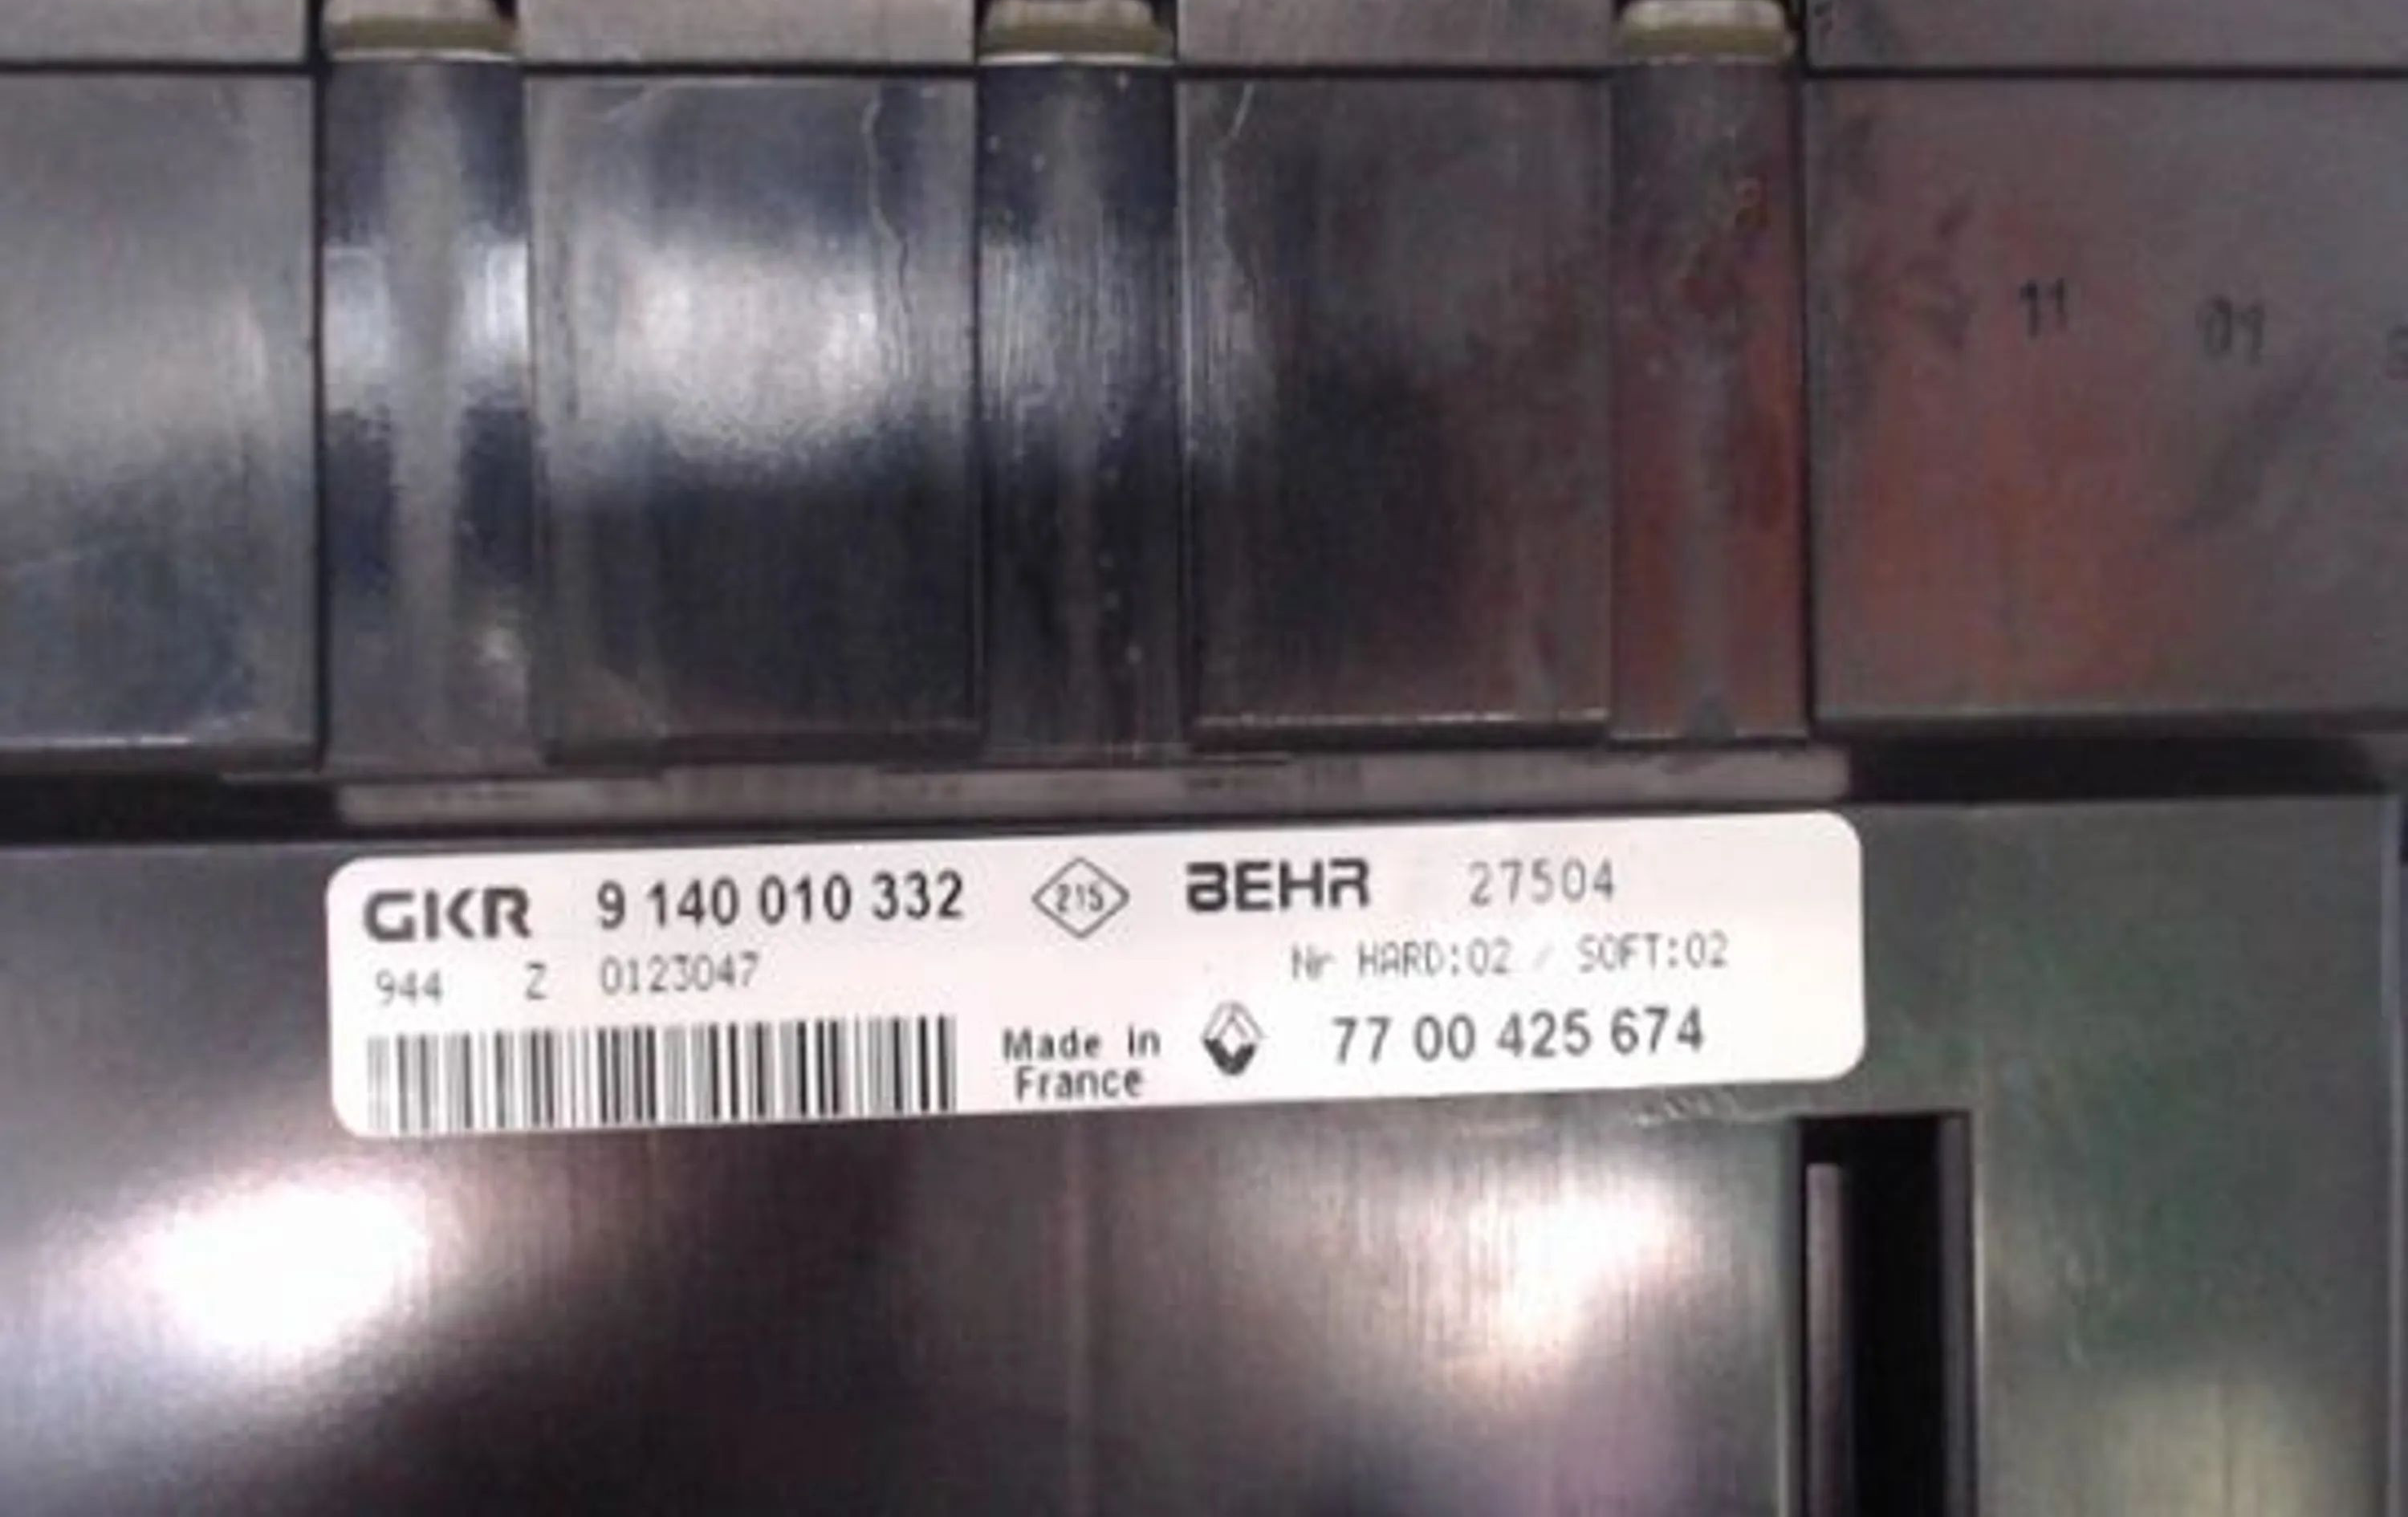 11 01
GKR 9 140 010 332 215 BEHR 27504
944 Z 0123047 Nr HARD:02 / SOFT:02
Made in France 77 00 425 674